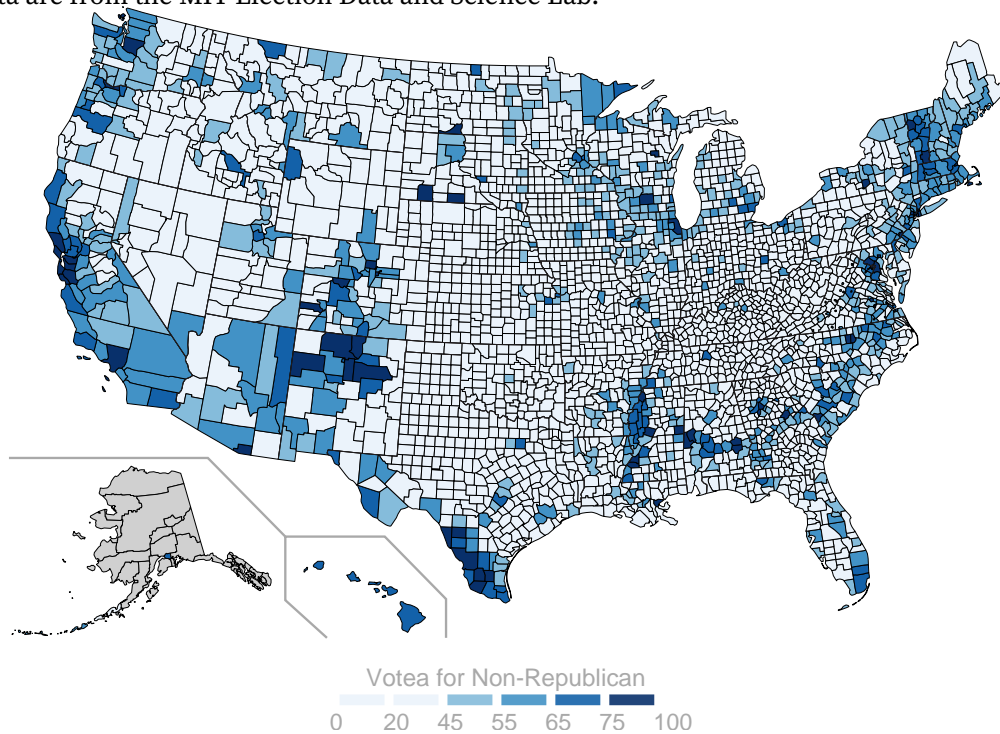 ta are from the MIT Election Data and Science Lab.
Votea for Non-Republican
0 20 45 55 65 75 100